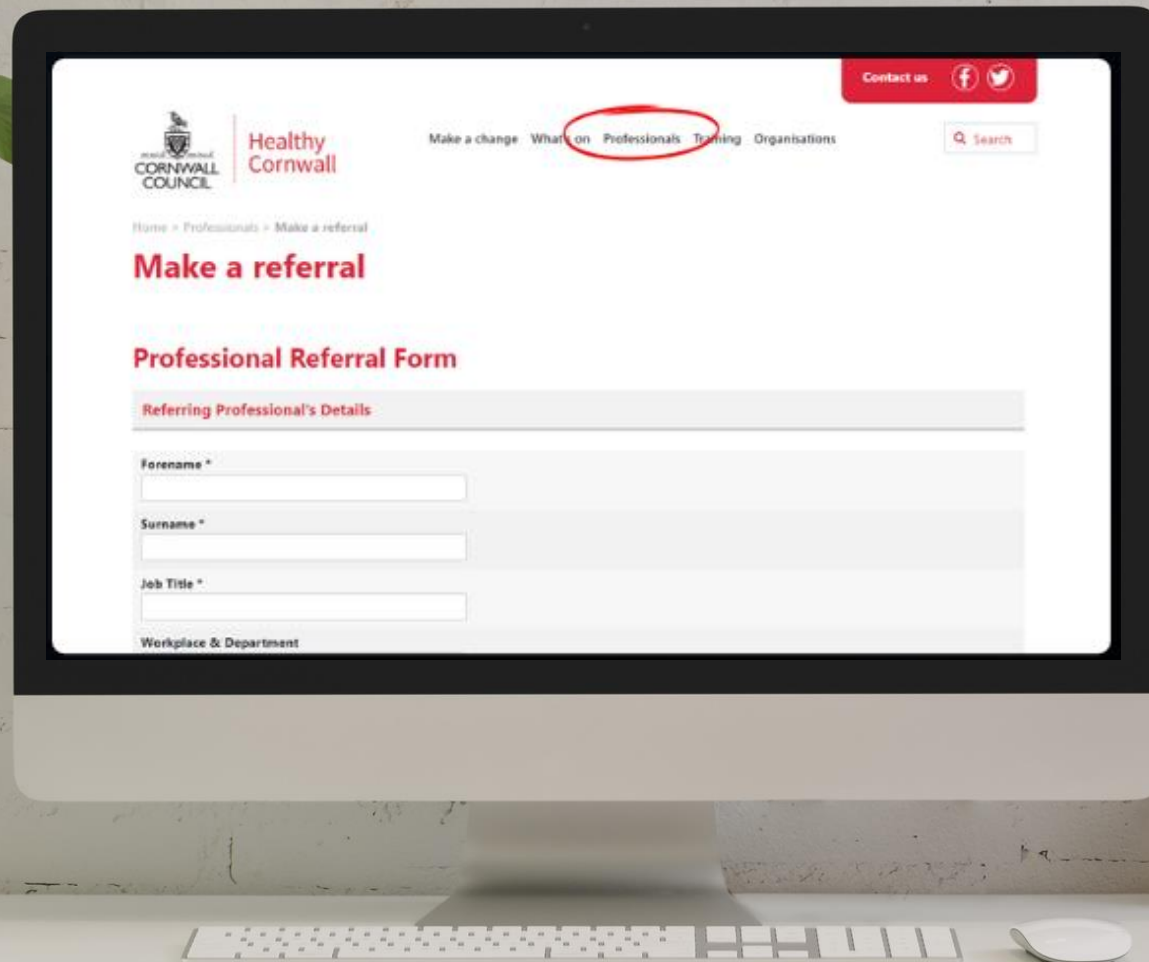 Contact us
CORNWALL
COUNCIL
Healthy
Cornwall
Make a change What's on Professionals Training Organisations
Search
Home > Professionals > Make a referral
Make a referral
Professional Referral Form
Referring Professional's Details
Forename *
Surname *
Job Title *
Workplace & Department